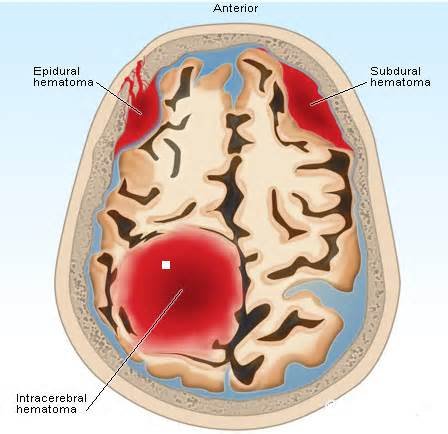 Anterior
Epidural
hematoma
Subdural
hematoma
Intracerebral
hematoma